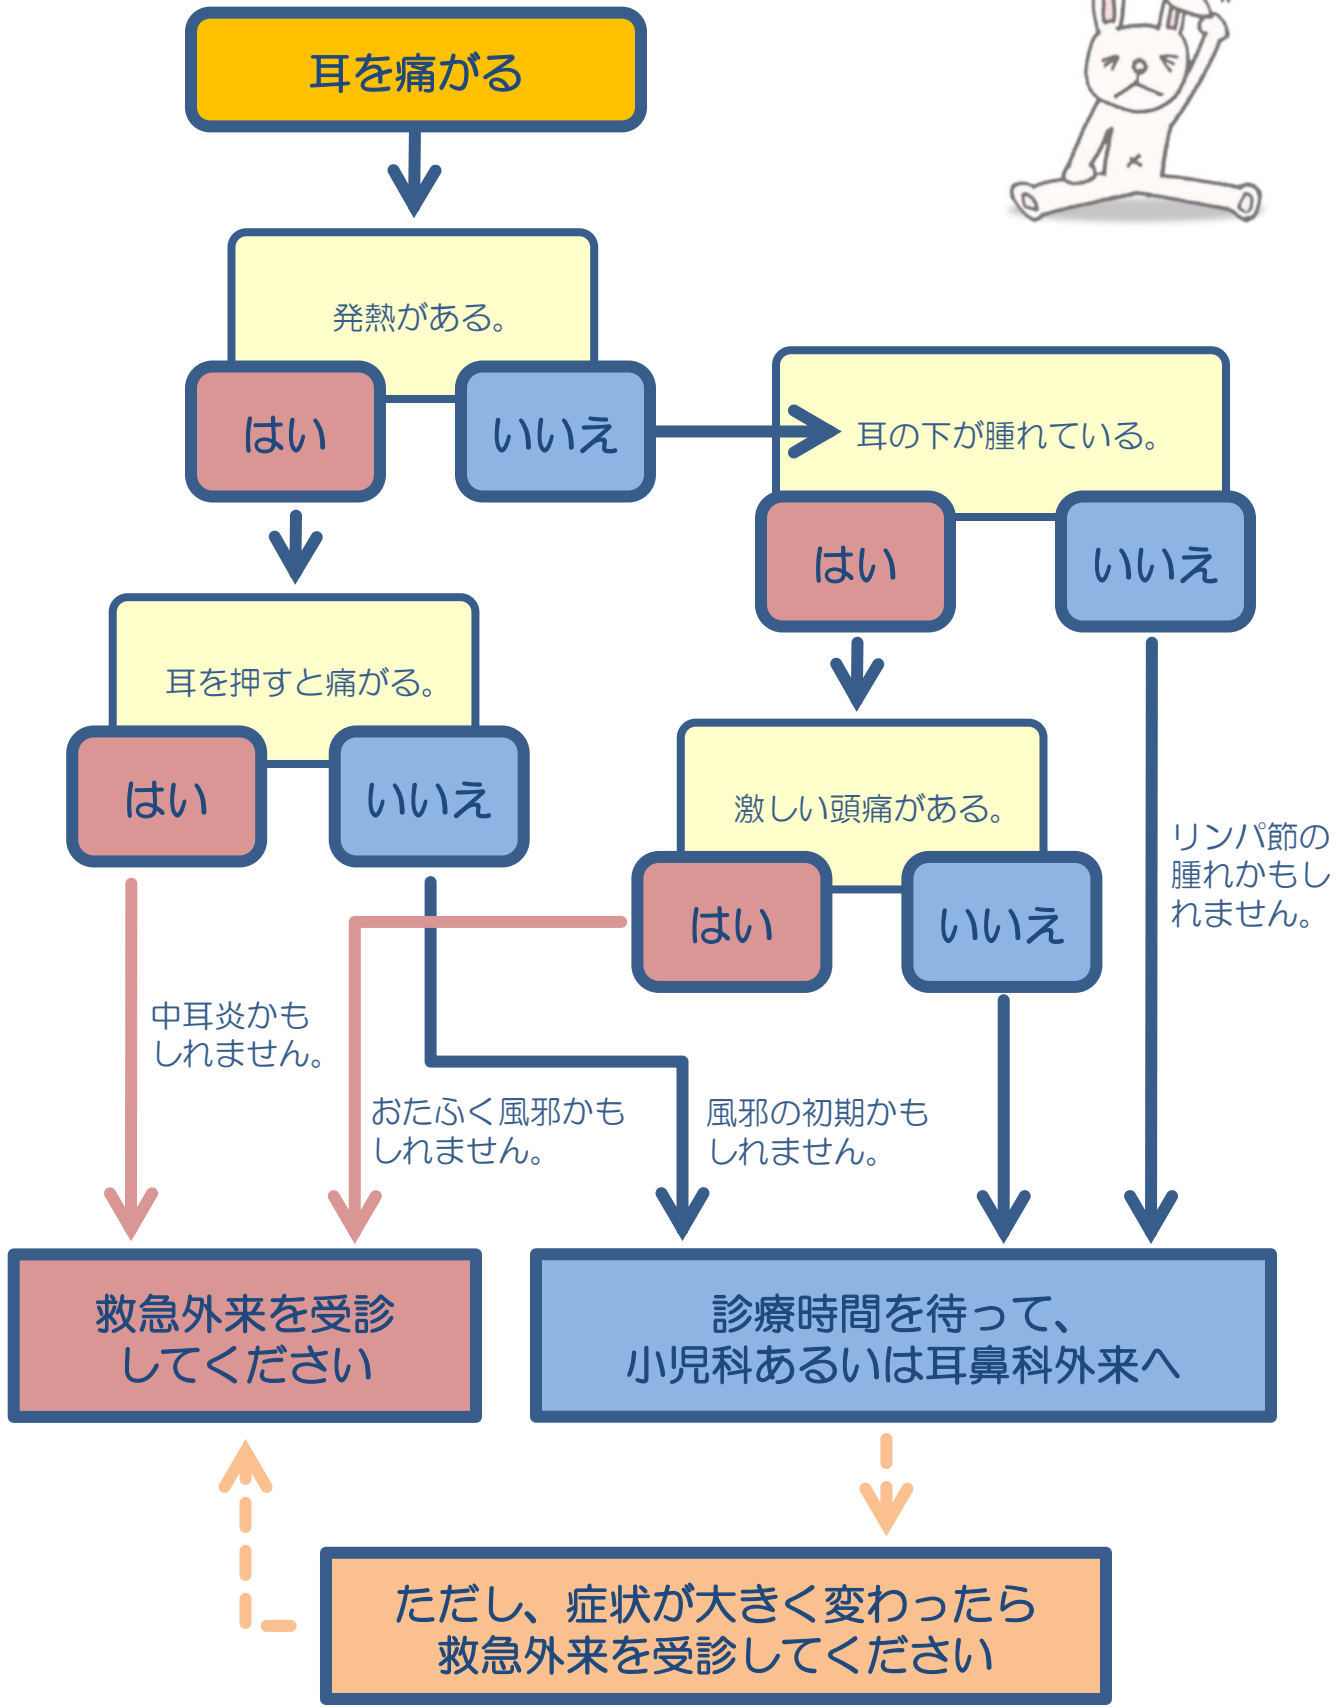 耳を痛がる
発熱がある。
はい
いいえ
耳の下が腫れている。
はい
いいえ
耳を押すと痛がる。
はい
いいえ
激しい頭痛がある。
はい
いいえ
リンパ節の
腫れかもし
れません。
中耳炎かも
しれません。
おたふく風邪かも
しれません。
風邪の初期かも
しれません。
救急外来を受診
してください
診療時間を待って、
小児科あるいは耳鼻科外来へ
ただし、症状が大きく変わったら
救急外来を受診してください